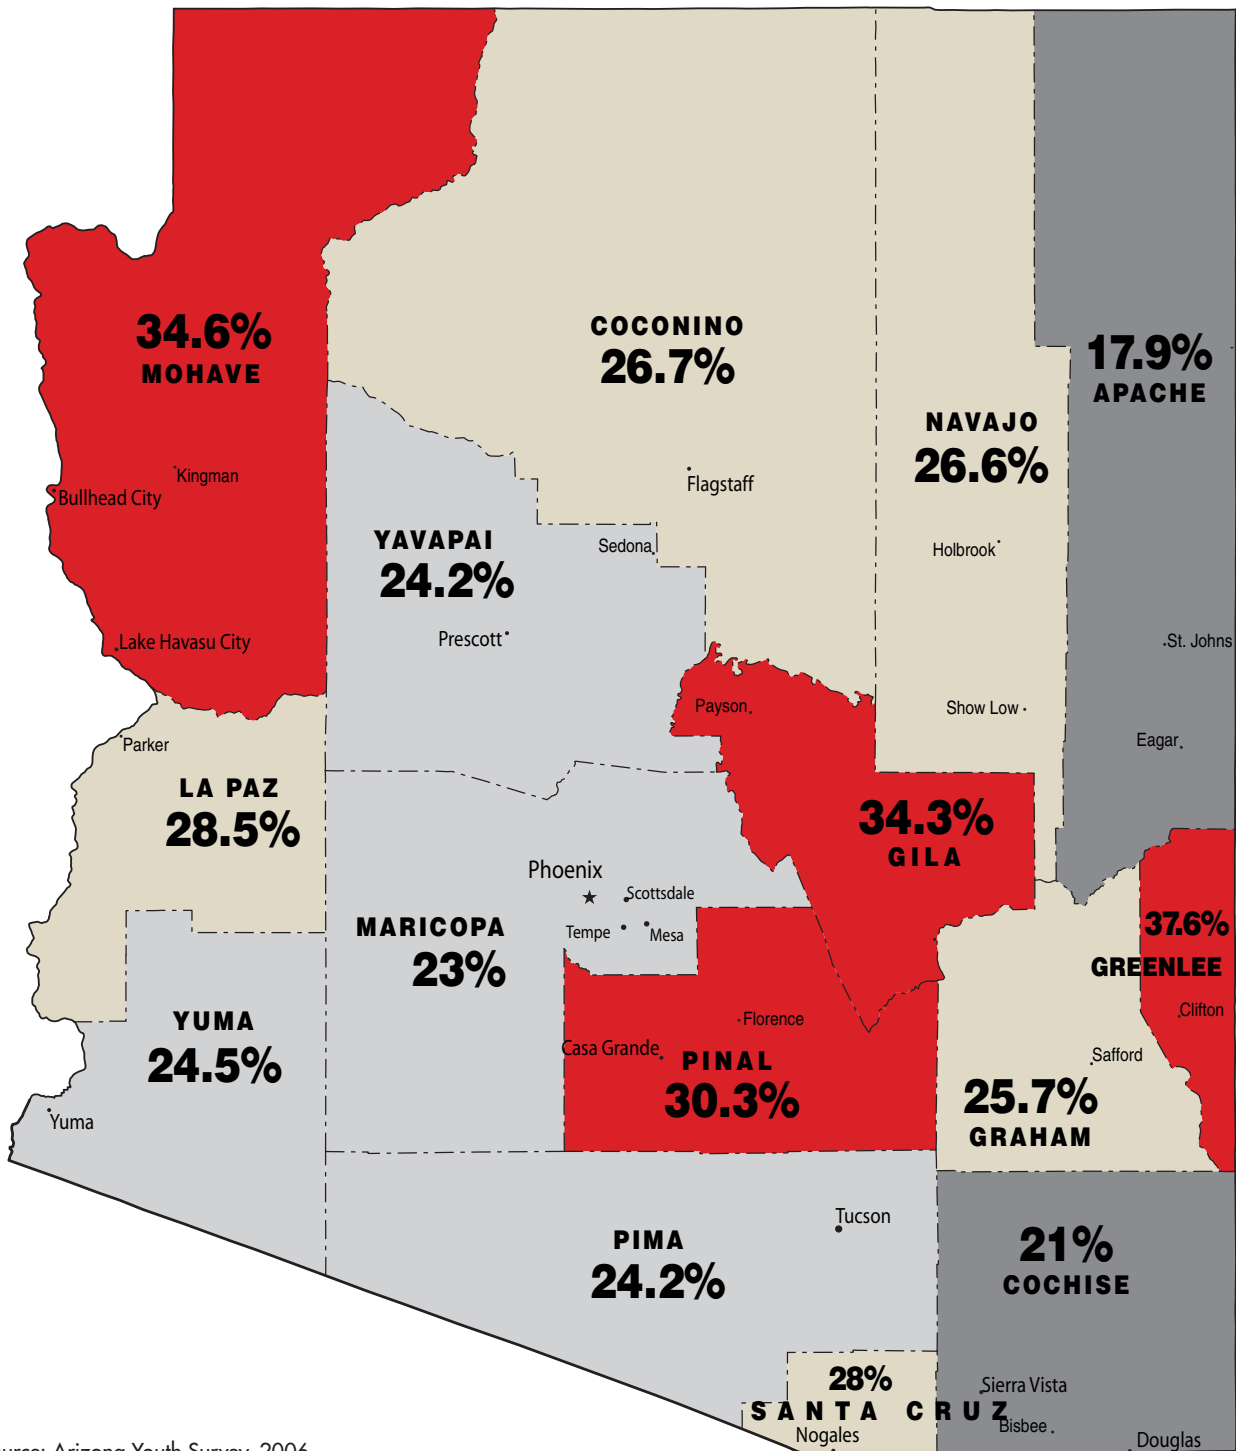 34.6%
MOHAVE
Kingman
Bullhead City
Lake Havasu City
COCONINO
26.7%
Flagstaff
NAVAJO
26.6%
Holbrook
Show Low
17.9%
APACHE
St. Johns
Eagar
YAVAPAI
24.2%
Sedona
Prescott
Payson
34.3%
GILA
Parker
LA PAZ
28.5%
Phoenix
Scottsdale
Tempe
Mesa
MARICOPA
23%
37.6%
GREENLEE
Clifton
YUMA
24.5%
Yuma
Florence
Casa Grande
PINAL
30.3%
Safford
25.7%
GRAHAM
Tucson
PIMA
24.2%
21%
COCHISE
Sierra Vista
Bisbee
Douglas
28%
SANTA CRUZ
Nogales
Arizona Youth Survey, 2006